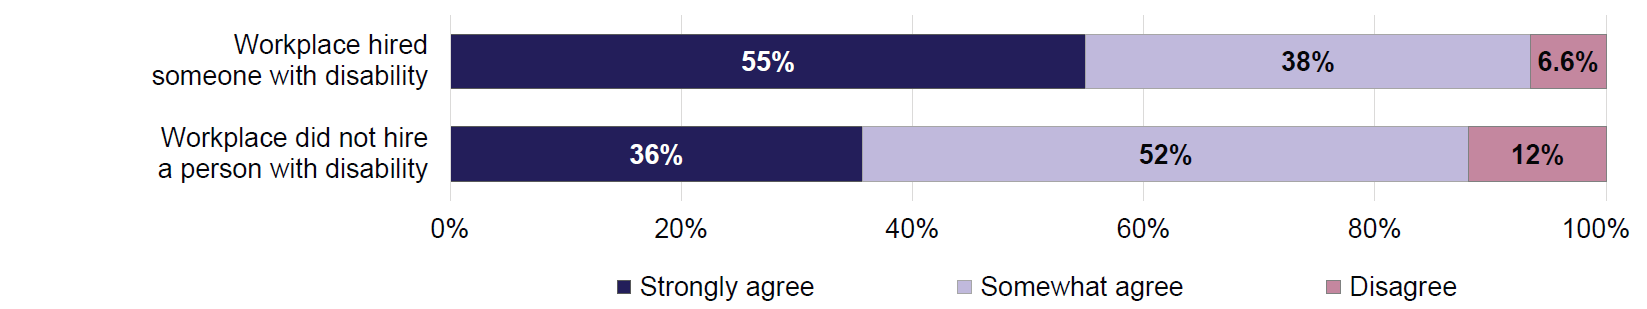 Workplace hired
someone with disability
55%
38%
6.6%
Workplace did not hire
a person with disability
36%
52%
12%
0%
20%
40%
60%
80%
100%
Strongly agree
Somewhat agree
Disagree